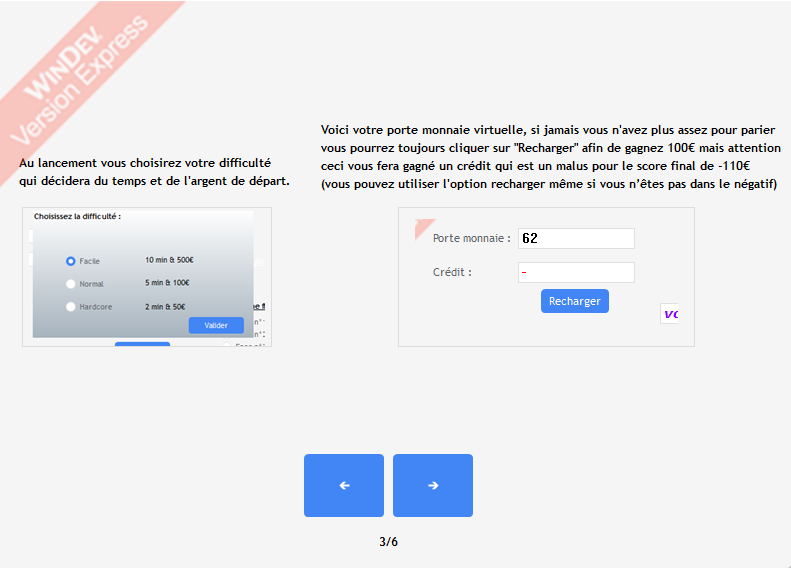 WINDEV
Version Express
Au lancement vous choisirez votre difficulté
qui décidera du temps et de l'argent de départ.
Voici votre porte monnaie virtuelle, si jamais vous n'avez plus assez pour parier
vous pourrez toujours cliquer sur "Recharger" afin de gagnez 100€ mais attention
ceci vous fera gagné un crédit qui est un malus pour le score final de -110€
(vous pouvez utiliser l'option recharger même si vous n'êtes pas dans le négatif)
Choisissez la difficulté :
Facile 10 min & 500€
Normal 5 min & 100€
Hardcore 2 min & 50€
Valider
Porte monnaie : 62
Crédit : -
Recharger
← →
3/6